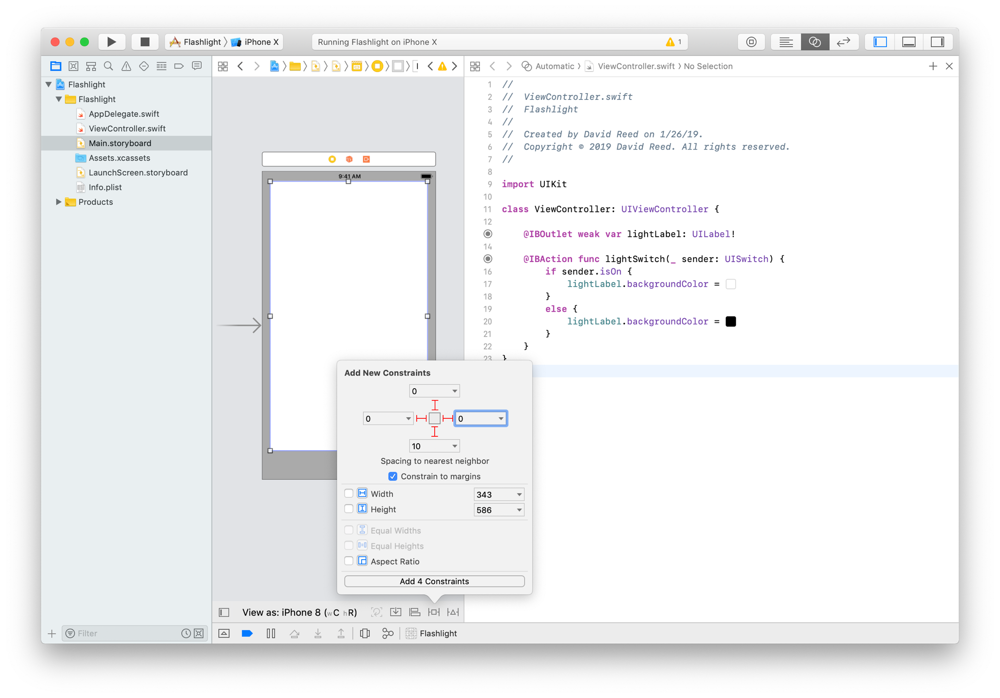 Flashlight
iPhone X
Running Flashlight on iPhone X
1
Automatic
ViewController.swift
No Selection
Flashlight
Flashlight
AppDelegate.swift
ViewController.swift
Main.storyboard
Assets.xcassets
LaunchScreen.storyboard
Info.plist
Products
9:41 AM
1 //
2 //  ViewController.swift
3 //  Flashlight
4 //
5 //  Created by David Reed on 1/26/19.
6 //  Copyright © 2019 David Reed. All rights reserved.
7 //
8
9 import UIKit
10
11 class ViewController: UIViewController {
12
@IBOutlet weak var lightLabel: UILabel!
14
@IBAction func lightSwitch(_ sender: UISwitch) {
16 if sender.isOn {
17 lightLabel.backgroundColor =
18 }
19 else {
20 lightLabel.backgroundColor =
21 }
22 }
23 }
Add New Constraints
0
0
0
10
Spacing to nearest neighbor
Constrain to margins
Width 343
Height 586
Equal Widths
Equal Heights
Aspect Ratio
Add 4 Constraints
View as: iPhone 8 (wC hR)
Filter
Flashlight